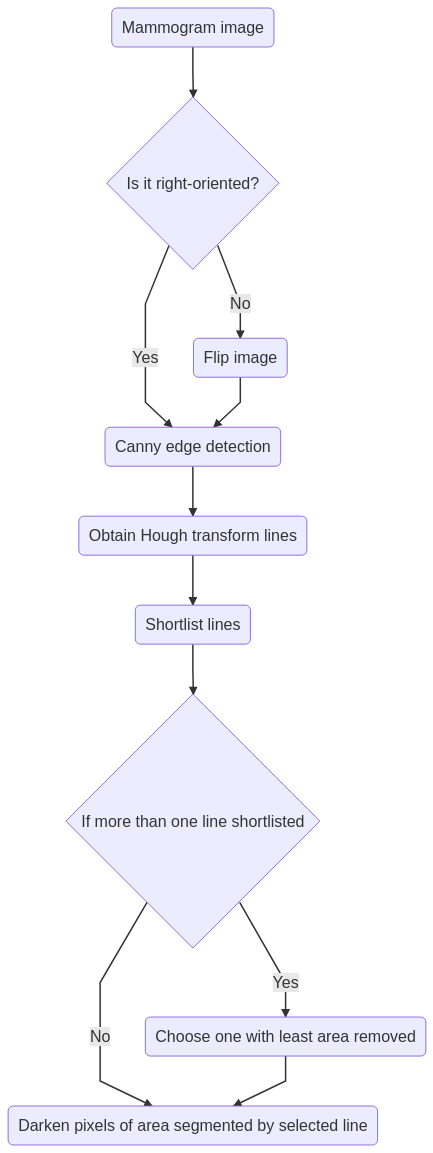 Mammogram image
Is it right-oriented?
No
Yes
Flip image
Canny edge detection
Obtain Hough transform lines
Shortlist lines
If more than one line shortlisted
Yes
No
Choose one with least area removed
Darken pixels of area segmented by selected line